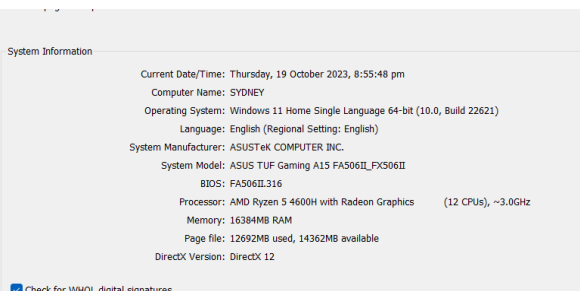 System Information
Current Date/Time: Thursday, 19 October 2023, 8:55:48 pm
Computer Name: SYDNEY
Operating System: Windows 11 Home Single Language 64-bit (10.0, Build 22621)
Language: English (Regional Setting: English)
System Manufacturer: ASUSTeK COMPUTER INC.
System Model: ASUS TUF Gaming A15 FA506II_FX506II
BIOS: FA506II.316
Processor: AMD Ryzen 5 4600H with Radeon Graphics (12 CPUs), ~3.0GHz
Memory: 16384MB RAM
Page file: 12692MB used, 14362MB available
DirectX Version: DirectX 12
Check for WHQL digital signatures